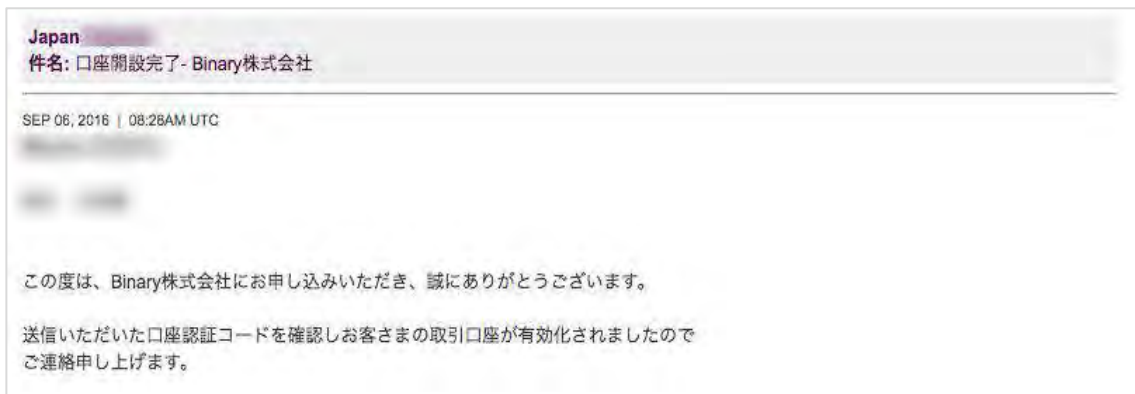 Japan
件名: 口座開設完了- Binary株式会社
SEP 06, 2016 | 08:26AM UTC
この度は、Binary株式会社にお申し込みいただき、誠にありがとうございます。
送信いただいた口座認証コードを確認しお客さまの取引口座が有効化されましたので
ご連絡申し上げます。